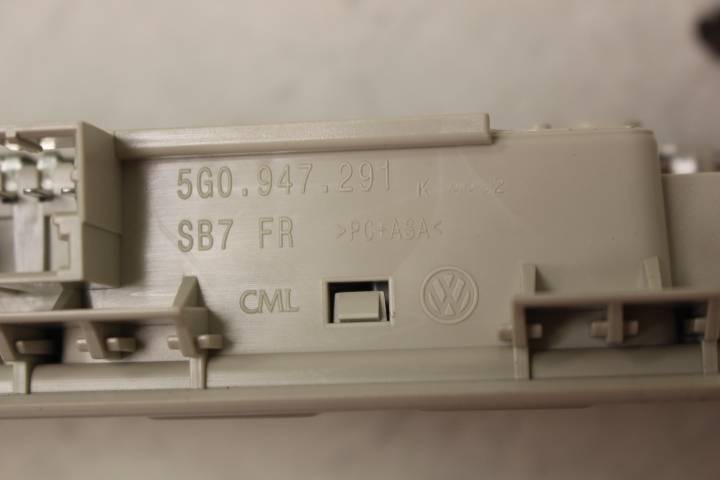 5G0.947.291
SB7 FR >PC+ASA<
CML